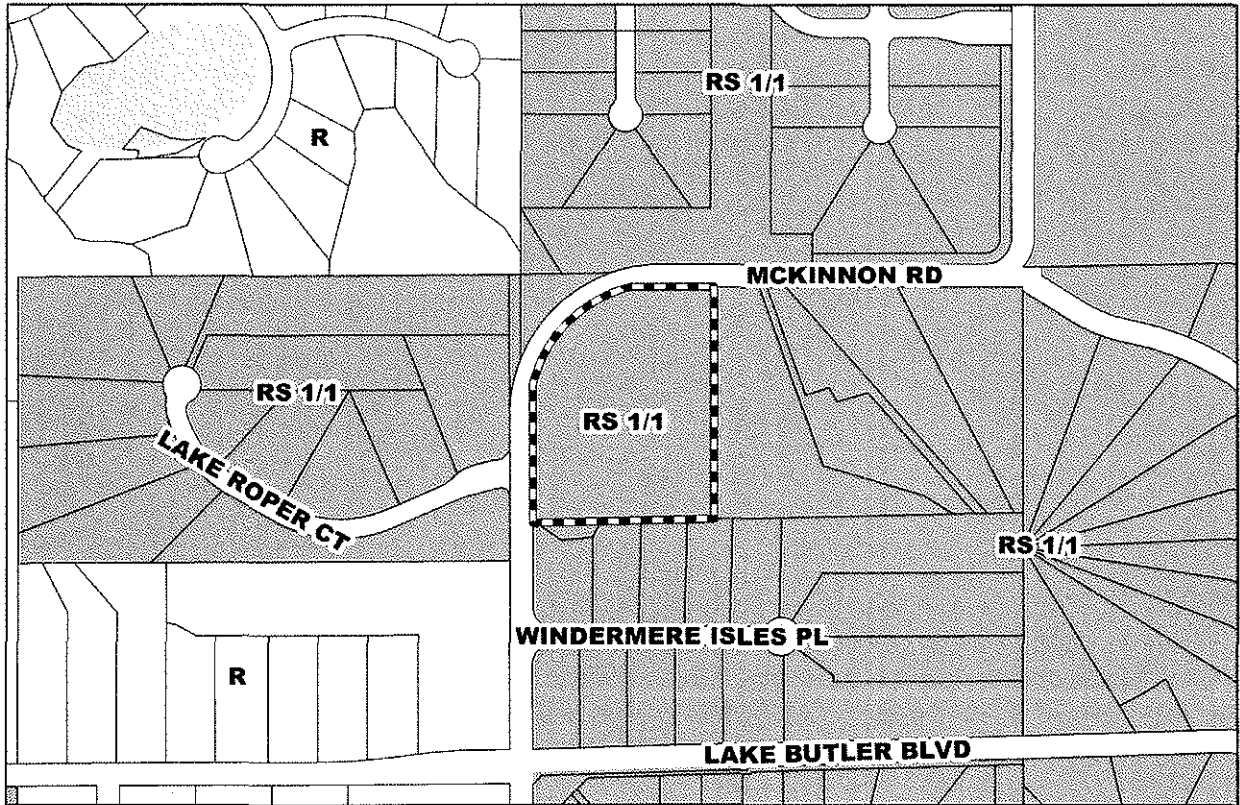 RS 1/1
R
MCKINNON RD
RS 1/1
RS 1/1
LAKE ROPER CT
RS 1/1
WINDERMERE ISLES PL
R
LAKE BUTLER BLVD